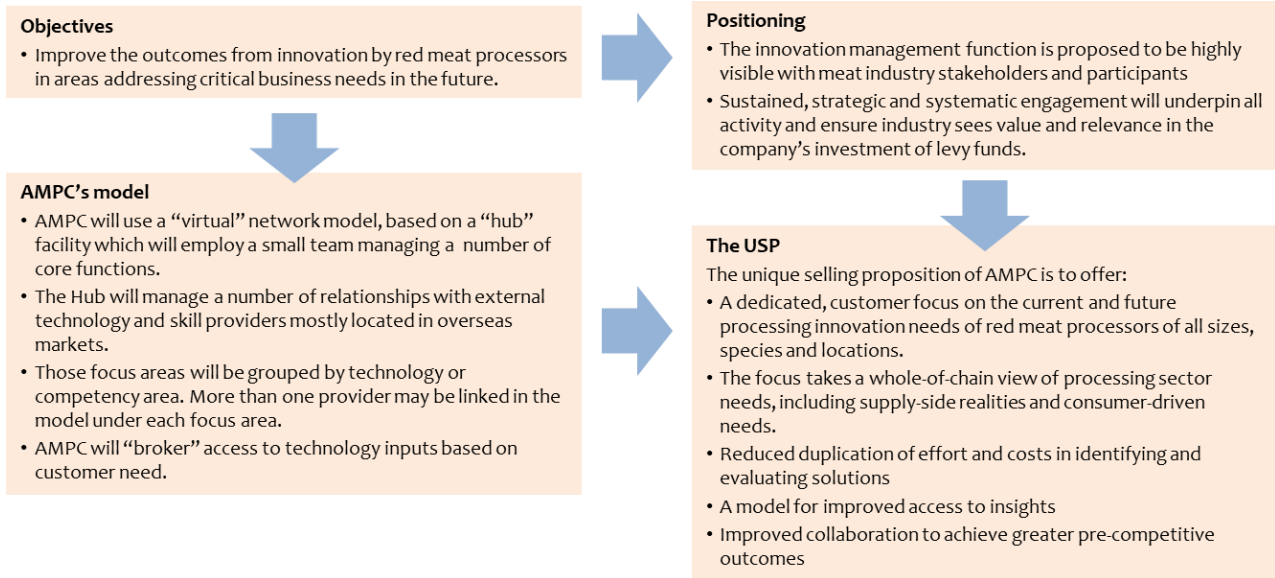 Objectives
• Improve the outcomes from innovation by red meat processors
in areas addressing critical business needs in the future.
Positioning
• The innovation management function is proposed to be highly
visible with meat industry stakeholders and participants
• Sustained, strategic and systematic engagement will underpin all
activity and ensure industry sees value and relevance in the
company's investment of levy funds.
AMPC's model
• AMPC will use a “virtual” network model, based on a “hub”
facility which will employ a small team managing a number of
core functions.
• The Hub will manage a number of relationships with external
technology and skill providers mostly located in overseas
markets.
• Those focus areas will be grouped by technology or
competency area. More than one provider may be linked in the
model under each focus area.
• AMPC will “broker” access to technology inputs based on
customer need.
The USP
The unique selling proposition of AMPC is to offer:
• A dedicated, customer focus on the current and future
processing innovation needs of red meat processors of all sizes,
species and locations.
• The focus takes a whole-of-chain view of processing sector
needs, including supply-side realities and consumer-driven
needs.
• Reduced duplication of effort and costs in identifying and
evaluating solutions
• A model for improved access to insights
• Improved collaboration to achieve greater pre-competitive
outcomes